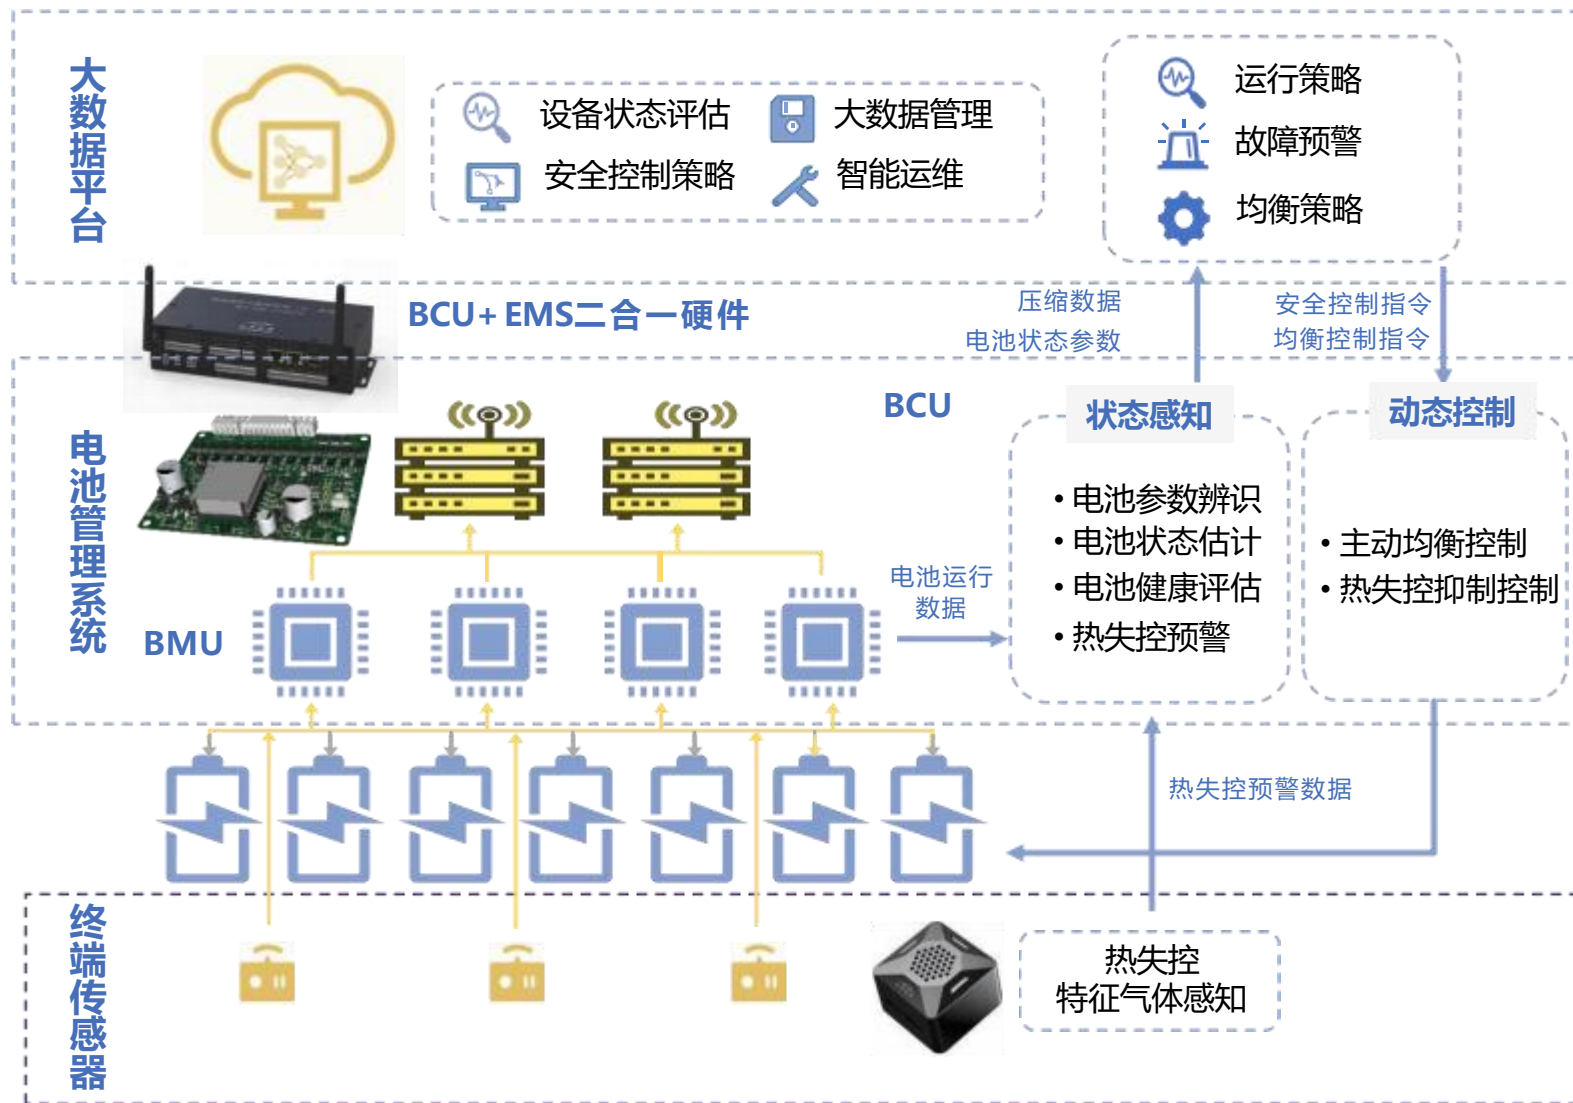 大数据平台
设备状态评估
大数据管理
安全控制策略
智能运维
运行策略
故障预警
均衡策略
BCU+ EMS二合一硬件
压缩数据
电池状态参数
安全控制指令
均衡控制指令
电池管理系统
BCU
状态感知
动态控制
• 电池参数辨识
• 电池状态估计
• 电池健康评估
• 热失控预警
• 主动均衡控制
• 热失控抑制控制
电池运行
数据
BMU
热失控预警数据
终端传感器
热失控
特征气体感知